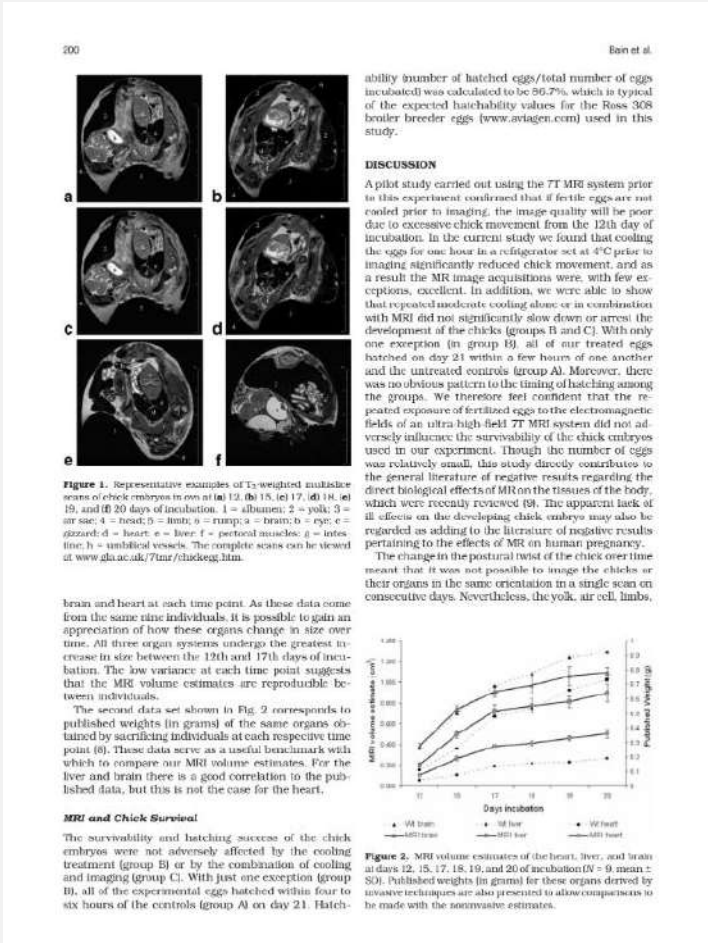 200
Bain et al.
a
b
c
d
e
f
Figure 1. Representative examples of T2-weighted multislice
scans of chick embryos in ovo at (a) 12, (b) 15, (c) 17, (d) 18, (e)
19, and (f) 20 days of incubation. 1 = albumen; 2 = yolk; 3 =
air sac; 4 = head; 5 = limb; 6 = rump; a = brain; b = eye; c =
gizzard; d = heart; e = liver; f = pectoral muscles; g = intes-
tine; h = umbilical vessels. The complete scans can be viewed
at www.gla.ac.uk/7tmr/chickegg.htm.
brain and heart at each time point. As these data come
from the same nine individuals, it is possible to gain an
appreciation of how these organs change in size over
time. All three organ systems undergo the greatest in-
crease in size between the 12th and 17th days of incu-
bation. The low variance at each time point suggests
that the MRI volume estimates are reproducible be-
tween individuals.
The second data set shown in Fig. 2 corresponds to
published weights (in grams) of the same organs ob-
tained by sacrificing individuals at each respective time
point (8). These data serve as a useful benchmark with
which to compare our MRI volume estimates. For the
liver and brain there is a good correlation to the pub-
lished data, but this is not the case for the heart.
MRI and Chick Survival
The survivability and hatching success of the chick
embryos were not adversely affected by the cooling
treatment (group B) or by the combination of cooling
and imaging (group C). With just one exception (group
B), all of the experimental eggs hatched within four to
six hours of the controls (group A) on day 21. Hatch-
ability (number of hatched eggs/total number of eggs
incubated) was calculated to be 86.7%, which is typical
of the expected hatchability values for the Ross 308
broiler breeder eggs (www.aviagen.com) used in this
study.
DISCUSSION
A pilot study carried out using the 7T MRI system prior
to this experiment confirmed that if fertile eggs are not
cooled prior to imaging, the image quality will be poor
due to excessive chick movement from the 12th day of
incubation. In the current study we found that cooling
the eggs for one hour in a refrigerator set at 4°C prior to
imaging significantly reduced chick movement, and as
a result the MR image acquisitions were, with few ex-
ceptions, excellent. In addition, we were able to show
that repeated moderate cooling alone or in combination
with MRI did not significantly slow down or arrest the
development of the chicks (groups B and C). With only
one exception (in group B), all of our treated eggs
hatched on day 21 within a few hours of one another
and the untreated controls (group A). Moreover, there
was no obvious pattern to the timing of hatching among
the groups. We therefore feel confident that the re-
peated exposure of fertilized eggs to the electromagnetic
fields of an ultra-high-field 7T MRI system did not ad-
versely influence the survivability of the chick embryos
used in our experiment. Though the number of eggs
was relatively small, this study directly contributes to
the general literature of negative results regarding the
direct biological effects of MR on the tissues of the body,
which were recently reviewed (9). The apparent lack of
ill effects on the developing chick embryo may also be
regarded as adding to the literature of negative results
pertaining to the effects of MR on human pregnancy.
The change in the postural twist of the chick over time
meant that it was not possible to image the chicks or
their organs in the same orientation in a single scan on
consecutive days. Nevertheless, the yolk, air cell, limbs,
MRI volume estimate (cm3)
Published Weight (g)
12 15 17 18 19 20
Days incubation
Wt brain Wt liver Wt heart
MRI brain MRI liver MRI heart
Figure 2. MRI volume estimates of the heart, liver, and brain
at days 12, 15, 17, 18, 19, and 20 of incubation (N = 9, mean ±
SD). Published weights (in grams) for these organs derived by
invasive techniques are also presented to allow comparisons to
be made with the noninvasive estimates.